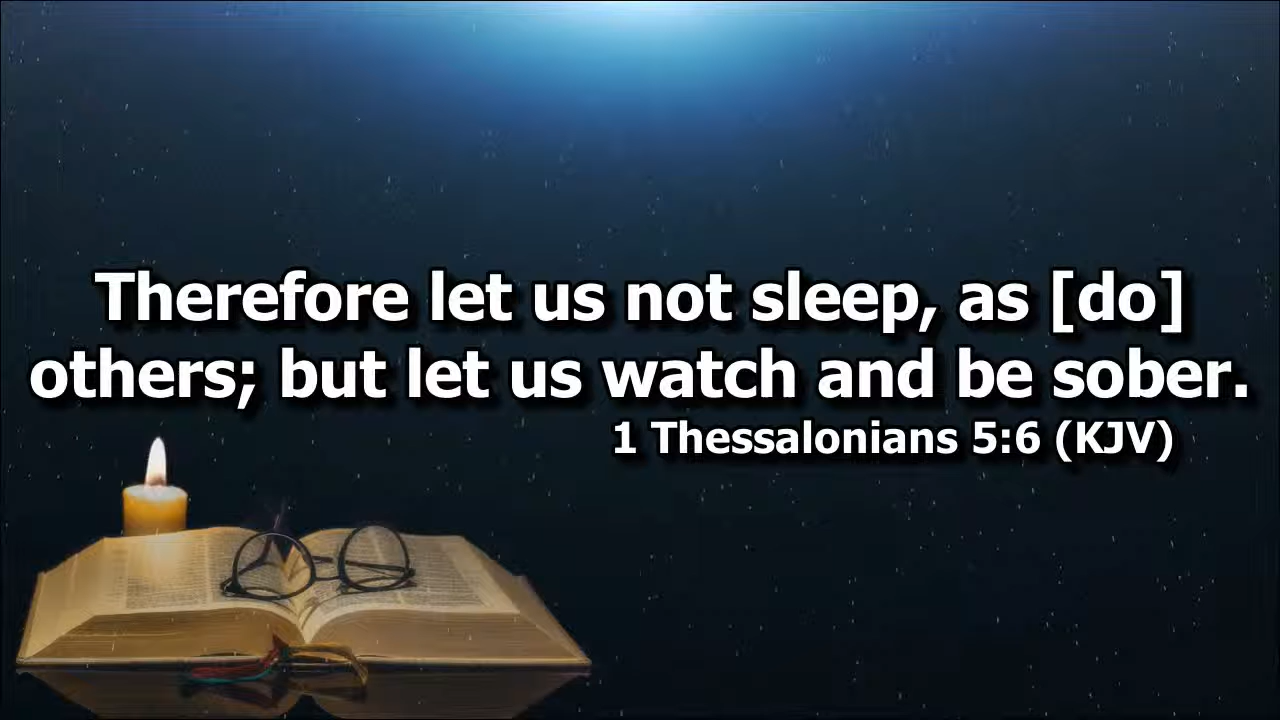 Therefore let us not sleep, as [do]
others; but let us watch and be sober.
1 Thessalonians 5:6 (KJV)